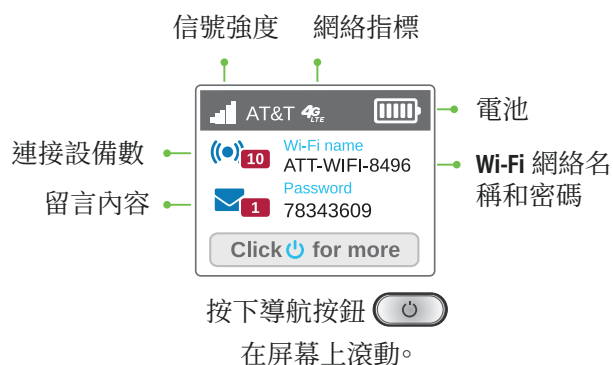 信號強度
網絡指標
AT&T 4G LTE
電池
連接設備數
10
Wi-Fi name
ATT-WIFI-8496
Wi-Fi 網絡名
稱和密碼
留言內容
1
Password
78343609
Click for more
按下導航按鈕
在屏幕上滾動。